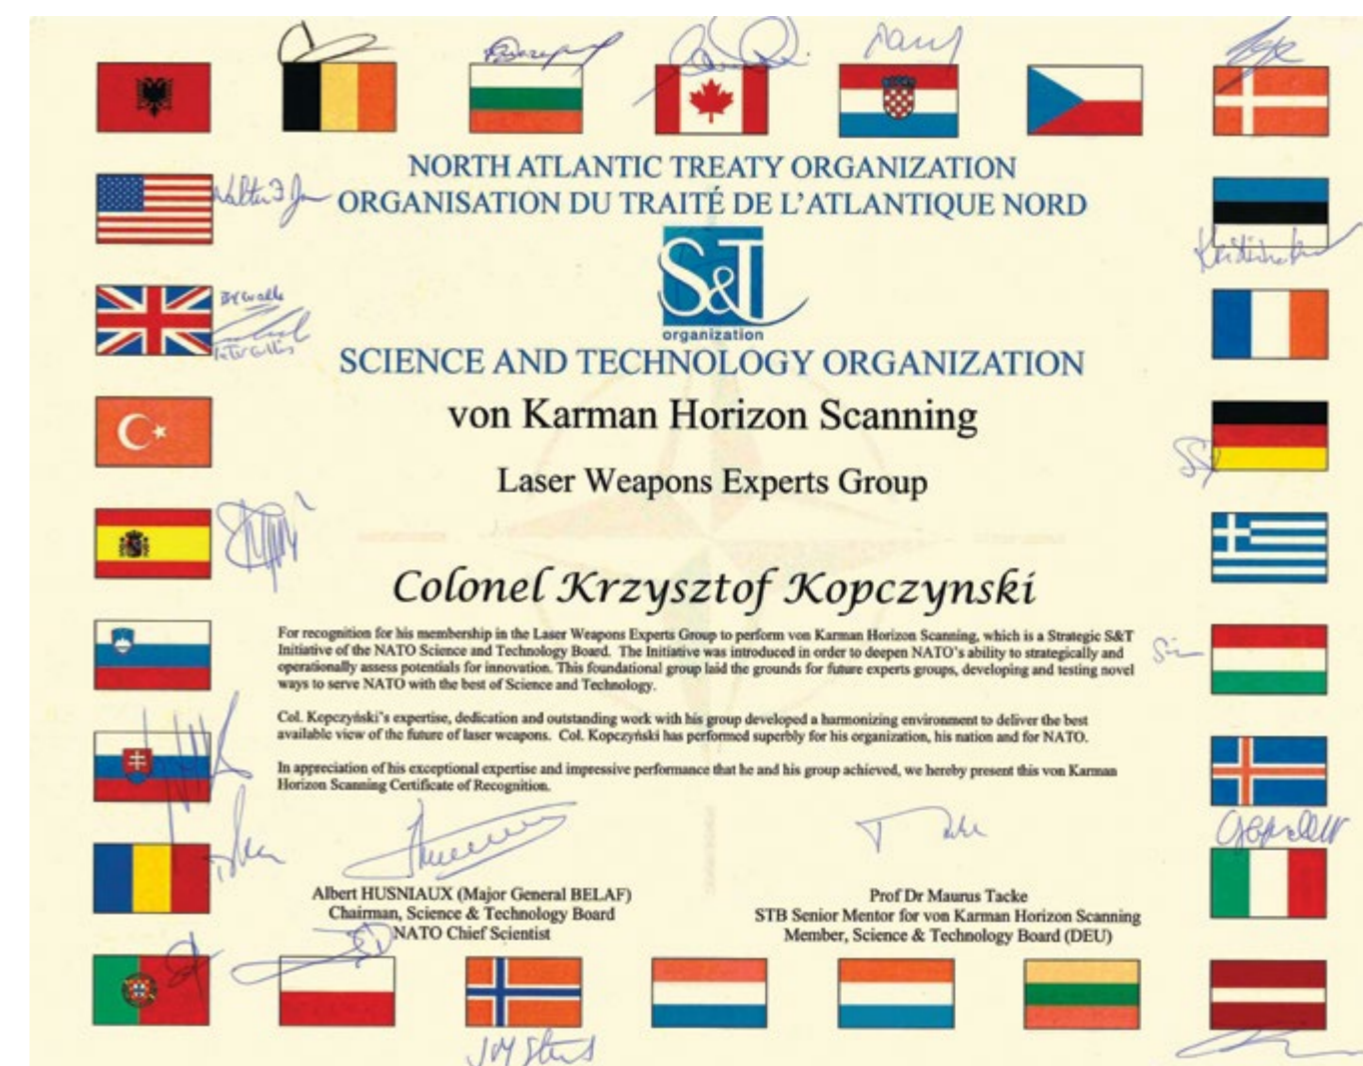 NORTH ATLANTIC TREATY ORGANIZATION
ORGANISATION DU TRAITÉ DE L'ATLANTIQUE NORD
S&T
organization
SCIENCE AND TECHNOLOGY ORGANIZATION
von Karman Horizon Scanning
Laser Weapons Experts Group
Colonel Krzysztof Kopczynski
For recognition for his membership in the Laser Weapons Experts Group to perform von Karman Horizon Scanning, which is a Strategic S&T
Initiative of the NATO Science and Technology Board. The Initiative was introduced in order to deepen NATO's ability to strategically and
operationally assess potentials for innovation. This foundational group laid the grounds for future experts groups, developing and testing novel
ways to serve NATO with the best of Science and Technology.
Col. Kopczyński's expertise, dedication and outstanding work with his group developed a harmonizing environment to deliver the best
available view of the future of laser weapons. Col. Kopczyński has performed superbly for his organization, his nation and for NATO.
In appreciation of his exceptional expertise and impressive performance that he and his group achieved, we hereby present this von Karman
Horizon Scanning Certificate of Recognition.
Albert HUSNIAUX (Major General BELAF)
Chairman, Science & Technology Board
NATO Chief Scientist
Prof Dr Maurus Tacke
STB Senior Mentor for von Karman Horizon Scanning
Member, Science & Technology Board (DEU)